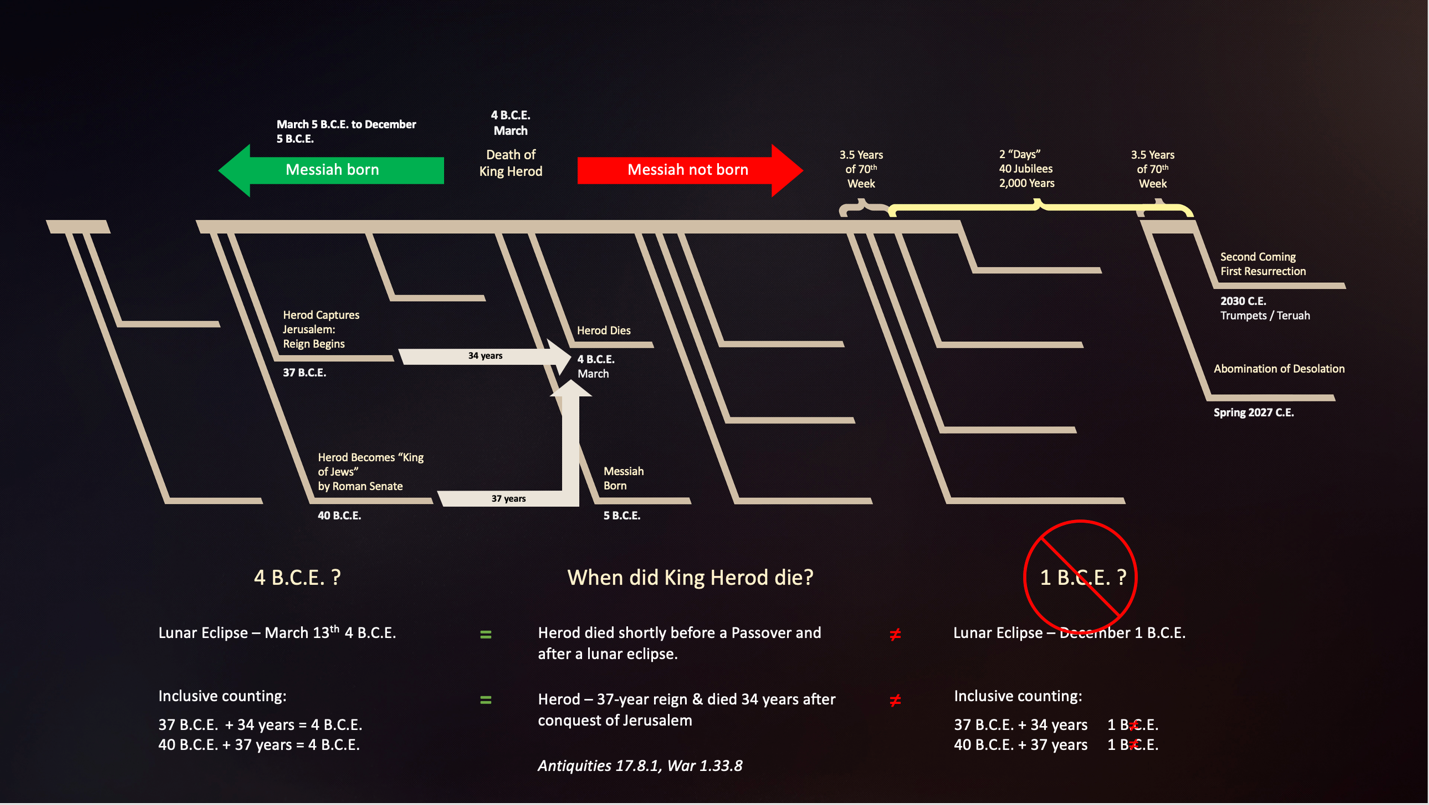 March 5 B.C.E. to December
5 B.C.E.
Messiah born
4 B.C.E.
March
Death of
King Herod
Messiah not born
3.5 Years
of 70th
Week
2 “Days”
40 Jubilees
2,000 Years
3.5 Years
of 70th
Week
Herod Captures
Jerusalem:
Reign Begins
37 B.C.E.
34 years
Herod Dies
4 B.C.E.
March
Second Coming
First Resurrection
2030 C.E.
Trumpets / Teruah
Abomination of Desolation
Spring 2027 C.E.
Herod Becomes “King
of Jews”
by Roman Senate
40 B.C.E.
37 years
Messiah
Born
5 B.C.E.
4 B.C.E. ?
When did King Herod die?
1 B.C.E. ?
Lunar Eclipse – March 13th 4 B.C.E.
=
Herod died shortly before a Passover and
after a lunar eclipse.
≠
Lunar Eclipse – December 1 B.C.E.
Inclusive counting:
37 B.C.E. + 34 years = 4 B.C.E.
40 B.C.E. + 37 years = 4 B.C.E.
=
Herod – 37-year reign & died 34 years after
conquest of Jerusalem
Antiquities 17.8.1, War 1.33.8
≠
Inclusive counting:
37 B.C.E. + 34 years ≠ 1 B.C.E.
40 B.C.E. + 37 years ≠ 1 B.C.E.